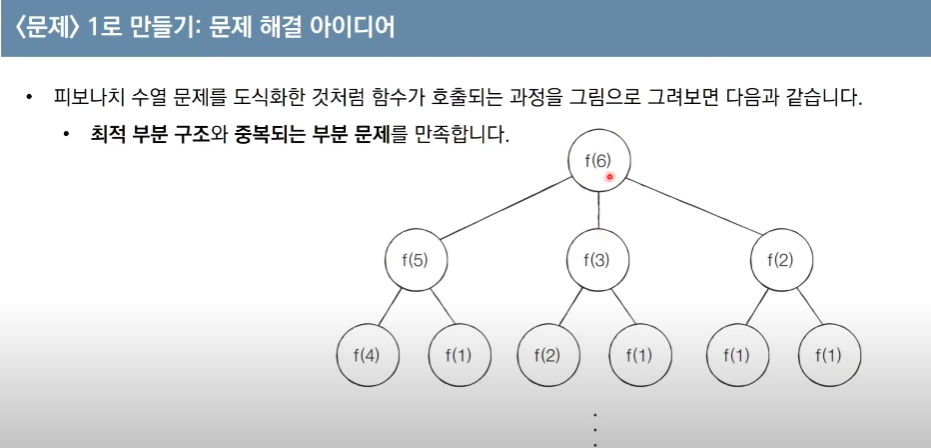 <문제> 1로 만들기: 문제 해결 아이디어
• 피보나치 수열 문제를 도식화한 것처럼 함수가 호출되는 과정을 그림으로 그려보면 다음과 같습니다.
• 최적 부분 구조와 중복되는 부분 문제를 만족합니다.
f(6)
f(5) f(3) f(2)
f(4) f(1) f(2) f(1) f(1) f(1)